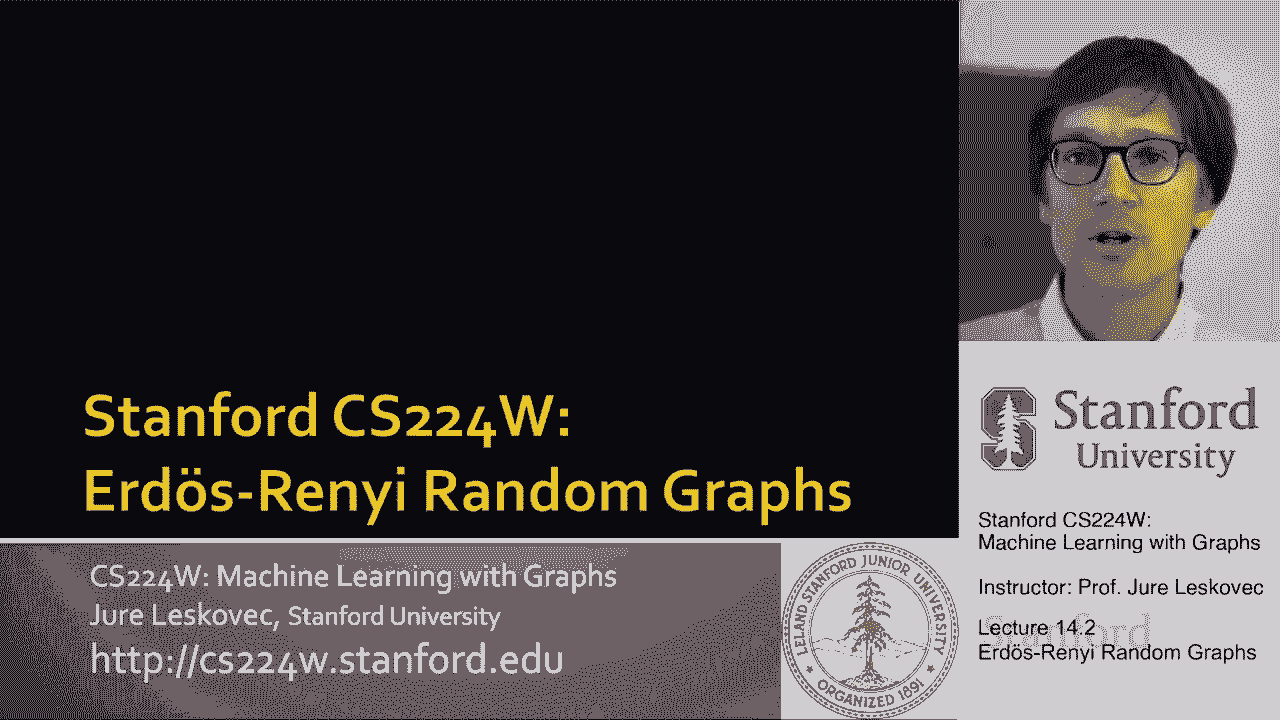 Stanford CS224W:
Erdös-Renyi Random Graphs
CS224W: Machine Learning with Graphs
Jure Leskovec, Stanford University
http://cs224w.stanford.edu
LELAND STANFORD JUNIOR UNIVERSITY
ORGANIZED 1891
Stanford
University
Stanford CS224W:
Machine Learning with Graphs
Instructor: Prof. Jure Leskovec
Lecture 14.2
Erdös-Renyi Random Graphs
Stanford